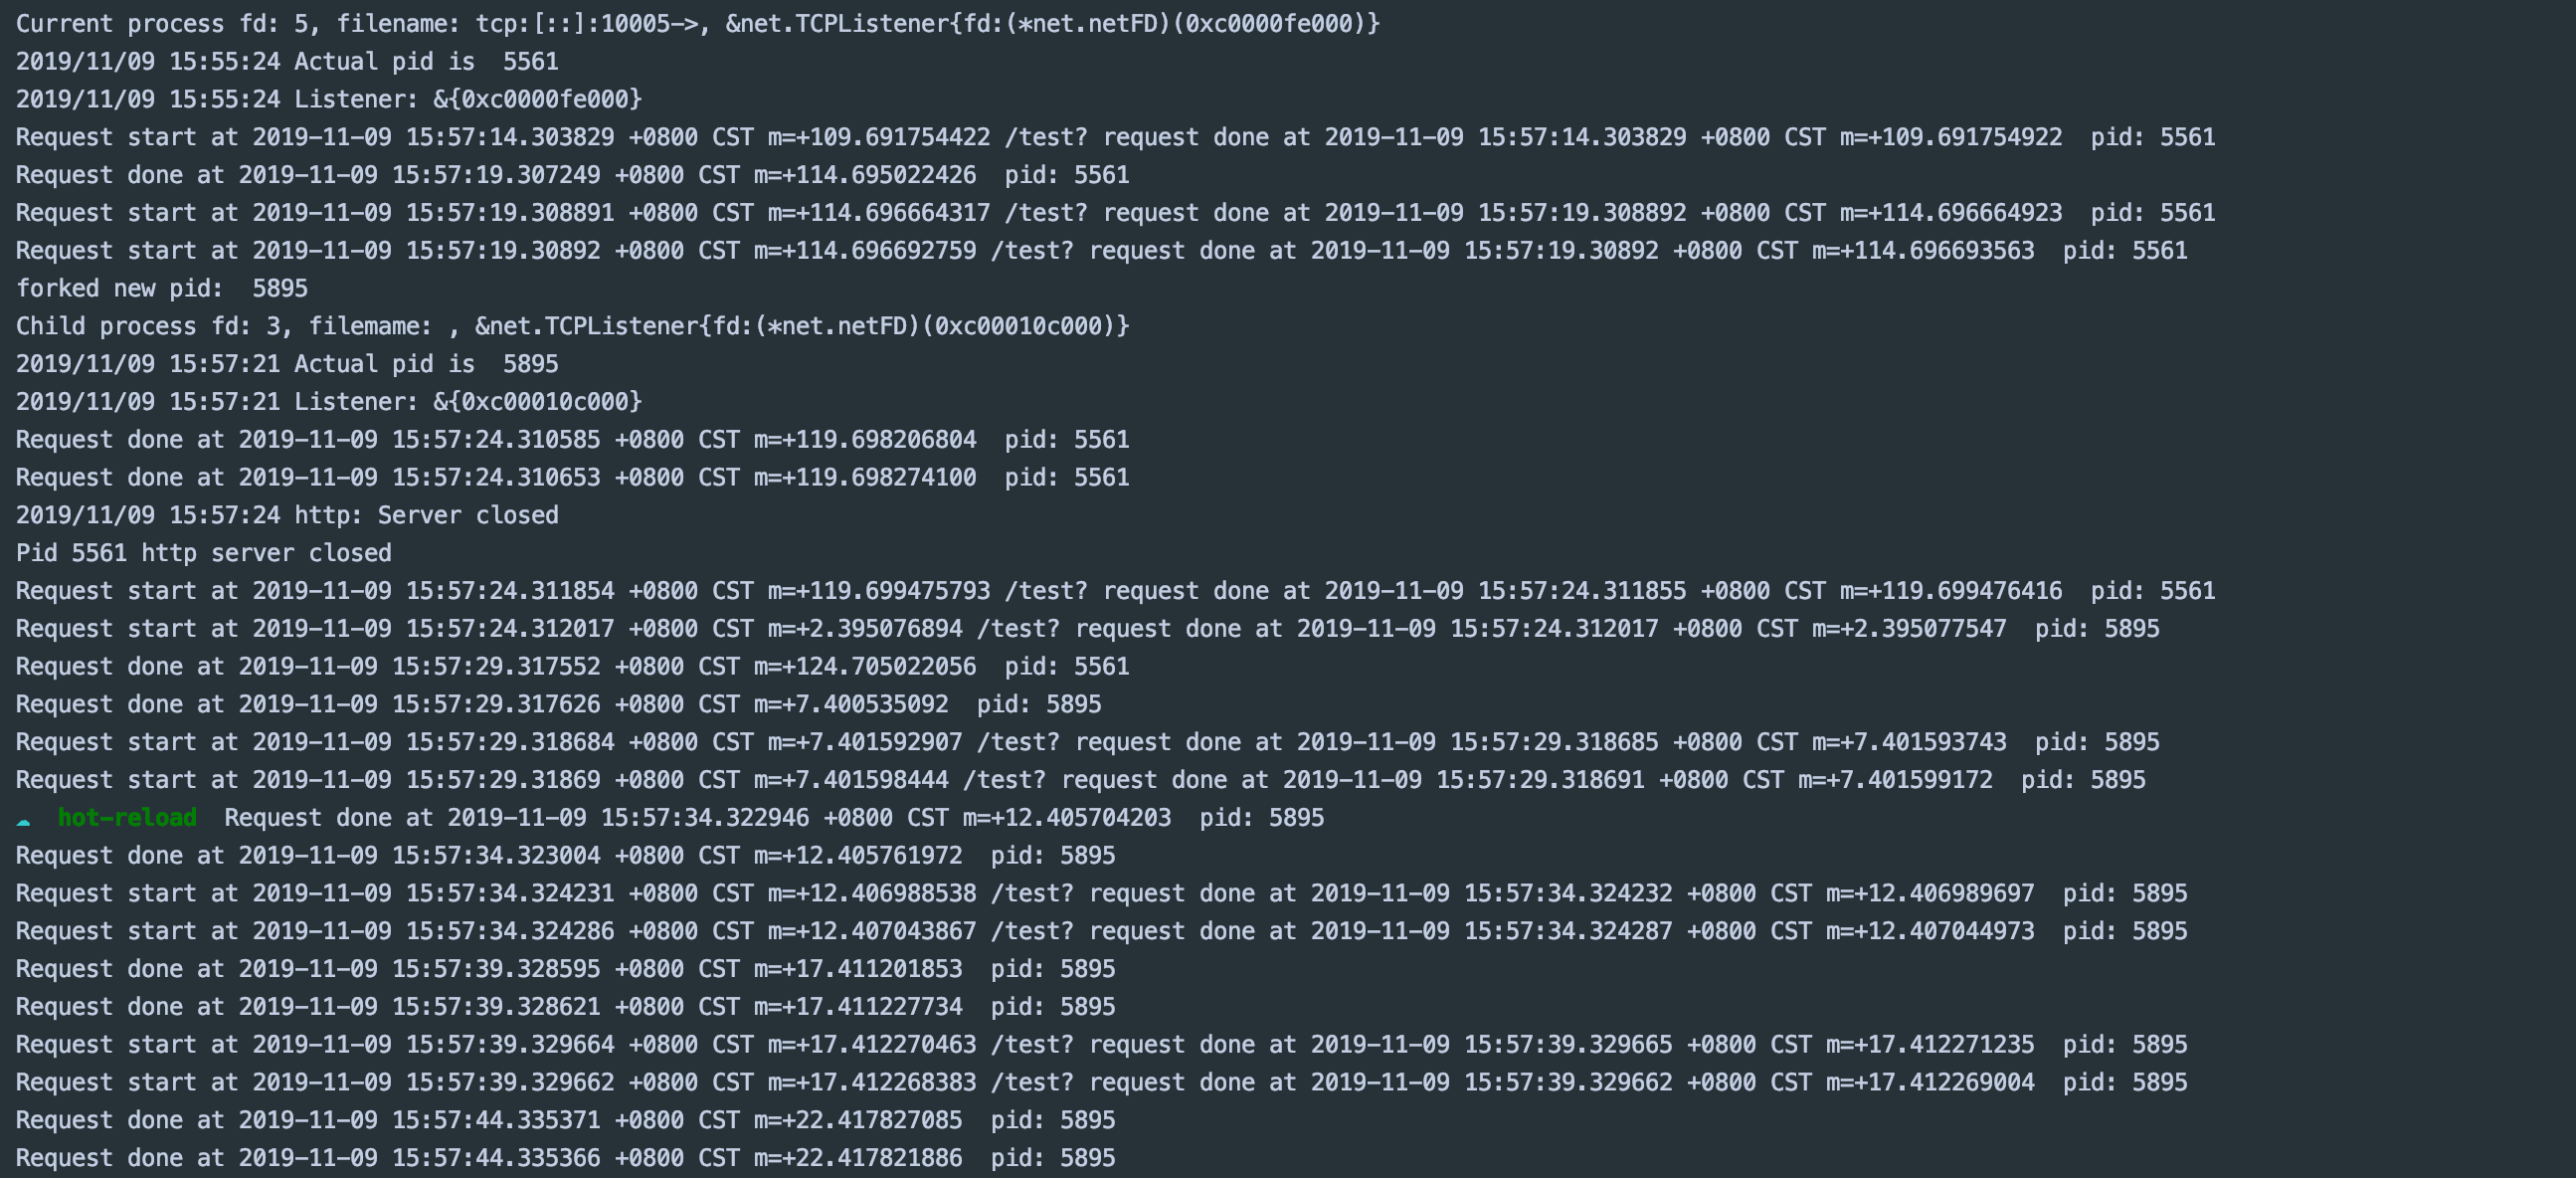 Current process fd: 5, filename: tcp:[::]:10005->, &net.TCPListener{fd:(*net.netFD)(0xc0000fe000)}
2019/11/09 15:55:24 Actual pid is  5561
2019/11/09 15:55:24 Listener: &{0xc0000fe000}
Request start at 2019-11-09 15:57:14.303829 +0800 CST m=+109.691754422 /test? request done at 2019-11-09 15:57:14.303829 +0800 CST m=+109.691754922  pid: 5561
Request done at 2019-11-09 15:57:19.307249 +0800 CST m=+114.695022426  pid: 5561
Request start at 2019-11-09 15:57:19.308891 +0800 CST m=+114.696664317 /test? request done at 2019-11-09 15:57:19.308892 +0800 CST m=+114.696664923  pid: 5561
Request start at 2019-11-09 15:57:19.30892 +0800 CST m=+114.696692759 /test? request done at 2019-11-09 15:57:19.30892 +0800 CST m=+114.696693563  pid: 5561
forked new pid:  5895
Child process fd: 3, filemame: , &net.TCPListener{fd:(*net.netFD)(0xc00010c000)}
2019/11/09 15:57:21 Actual pid is  5895
2019/11/09 15:57:21 Listener: &{0xc00010c000}
Request done at 2019-11-09 15:57:24.310585 +0800 CST m=+119.698206804  pid: 5561
Request done at 2019-11-09 15:57:24.310653 +0800 CST m=+119.698274100  pid: 5561
2019/11/09 15:57:24 http: Server closed
Pid 5561 http server closed
Request start at 2019-11-09 15:57:24.311854 +0800 CST m=+119.699475793 /test? request done at 2019-11-09 15:57:24.311855 +0800 CST m=+119.699476416  pid: 5561
Request start at 2019-11-09 15:57:24.312017 +0800 CST m=+2.395076894 /test? request done at 2019-11-09 15:57:24.312017 +0800 CST m=+2.395077547  pid: 5895
Request done at 2019-11-09 15:57:29.317552 +0800 CST m=+124.705022056  pid: 5561
Request done at 2019-11-09 15:57:29.317626 +0800 CST m=+7.400535092  pid: 5895
Request start at 2019-11-09 15:57:29.318684 +0800 CST m=+7.401592907 /test? request done at 2019-11-09 15:57:29.318685 +0800 CST m=+7.401593743  pid: 5895
Request start at 2019-11-09 15:57:29.31869 +0800 CST m=+7.401598444 /test? request done at 2019-11-09 15:57:29.318691 +0800 CST m=+7.401599172  pid: 5895
☁  hot-reload  Request done at 2019-11-09 15:57:34.322946 +0800 CST m=+12.405704203  pid: 5895
Request done at 2019-11-09 15:57:34.323004 +0800 CST m=+12.405761972  pid: 5895
Request start at 2019-11-09 15:57:34.324231 +0800 CST m=+12.406988538 /test? request done at 2019-11-09 15:57:34.324232 +0800 CST m=+12.406989697  pid: 5895
Request start at 2019-11-09 15:57:34.324286 +0800 CST m=+12.407043867 /test? request done at 2019-11-09 15:57:34.324287 +0800 CST m=+12.407044973  pid: 5895
Request done at 2019-11-09 15:57:39.328595 +0800 CST m=+17.411201853  pid: 5895
Request done at 2019-11-09 15:57:39.328621 +0800 CST m=+17.411227734  pid: 5895
Request start at 2019-11-09 15:57:39.329664 +0800 CST m=+17.412270463 /test? request done at 2019-11-09 15:57:39.329665 +0800 CST m=+17.412271235  pid: 5895
Request start at 2019-11-09 15:57:39.329662 +0800 CST m=+17.412268383 /test? request done at 2019-11-09 15:57:39.329662 +0800 CST m=+17.412269004  pid: 5895
Request done at 2019-11-09 15:57:44.335371 +0800 CST m=+22.417827085  pid: 5895
Request done at 2019-11-09 15:57:44.335366 +0800 CST m=+22.417821886  pid: 5895